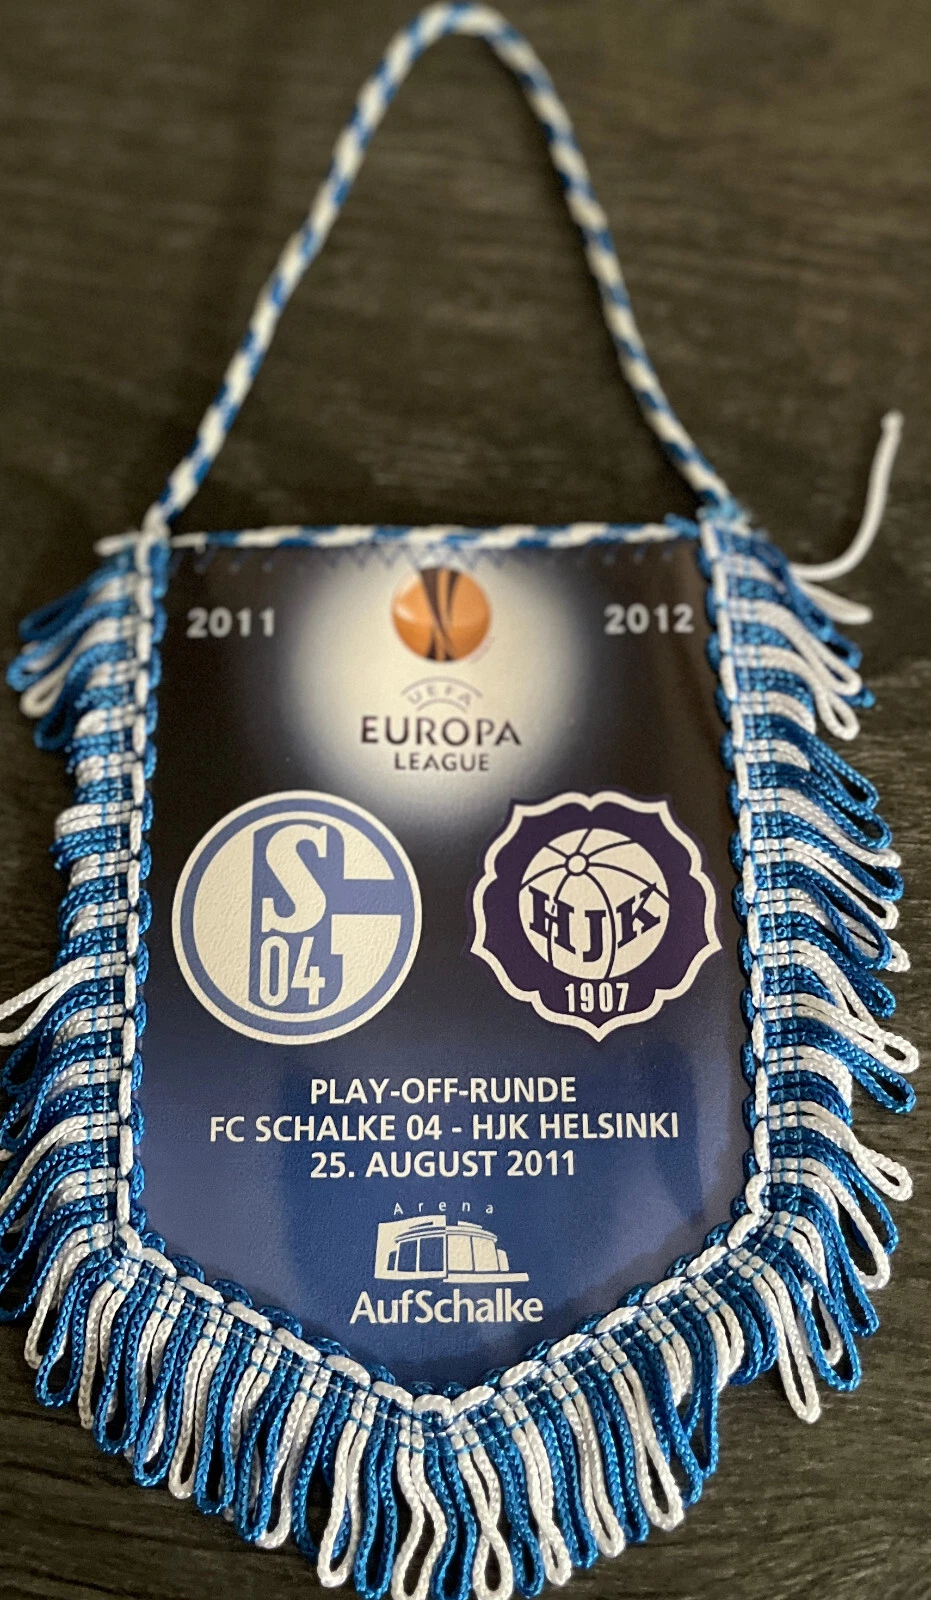 2011
2012
UEFA
EUROPA
LEAGUE
S
04
HJK
1907
PLAY-OFF-RUNDE
FC SCHALKE 04 - HJK HELSINKI
25. AUGUST 2011
Arena
AufSchalke